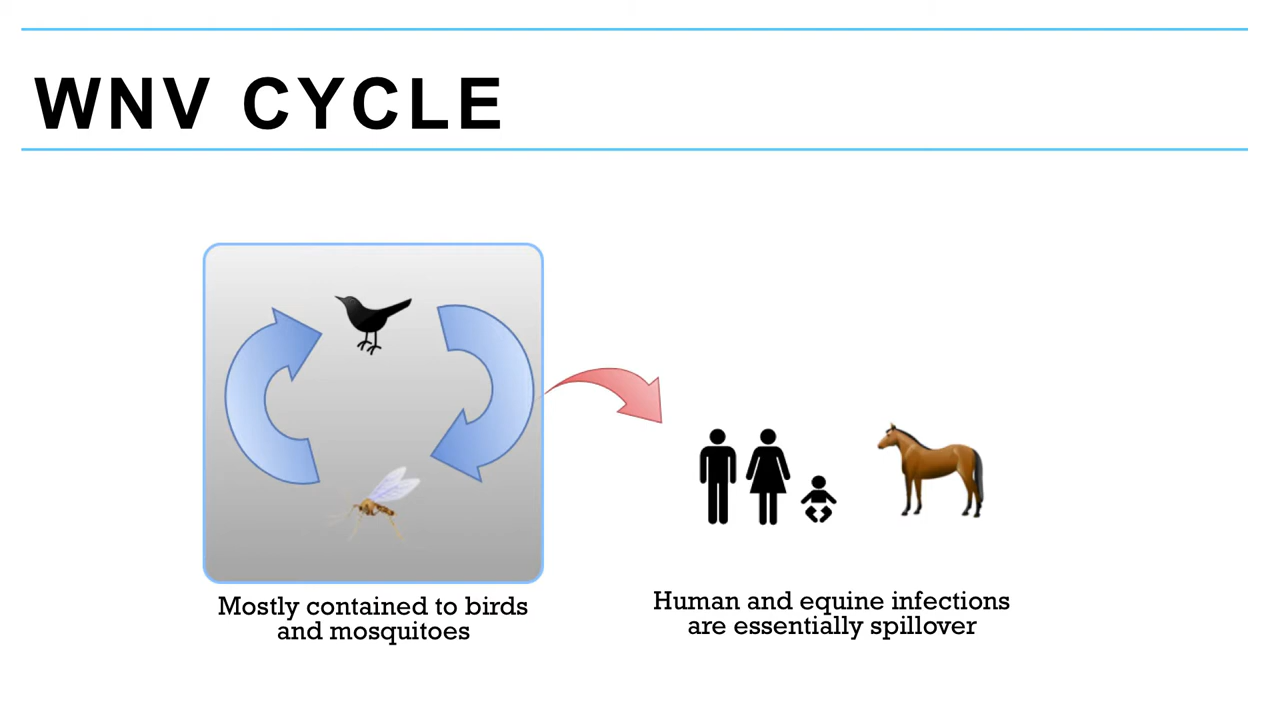 WNV CYCLE
Mostly contained to birds
and mosquitoes
Human and equine infections
are essentially spillover